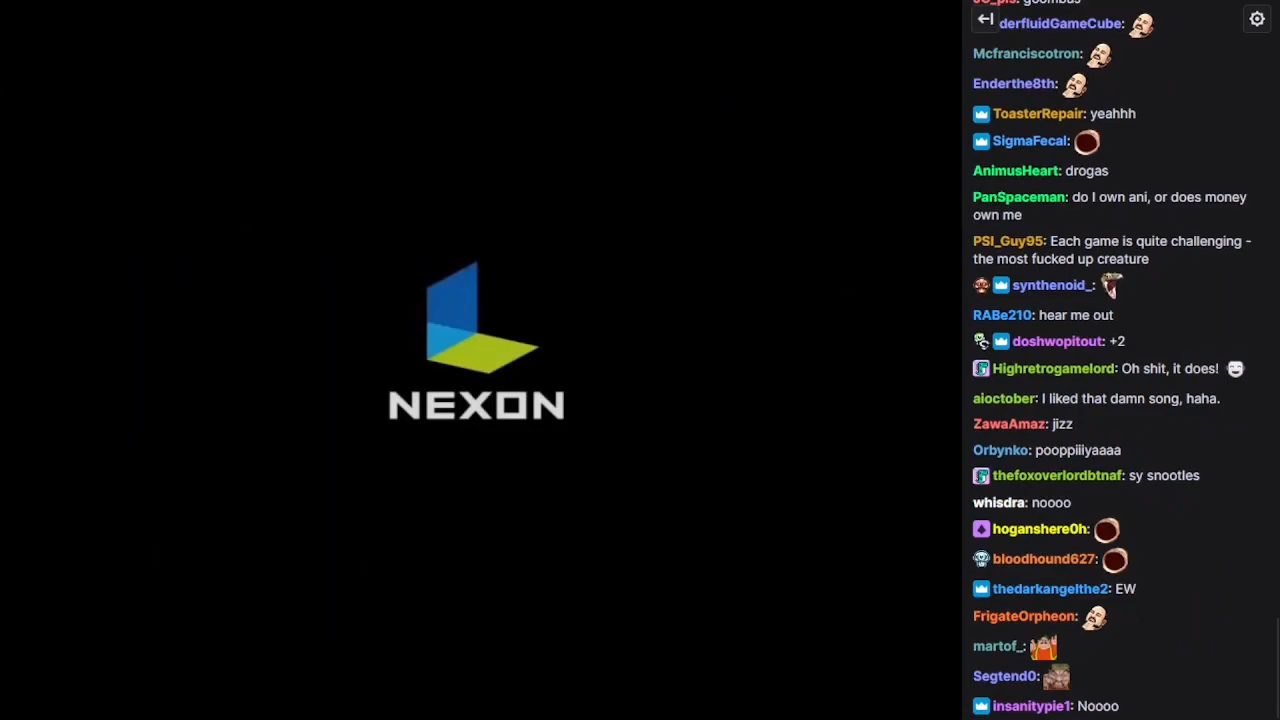 NEXON
goombus
derfluidGameCube:
Mcfranciscotron:
Enderthe8th:
ToasterRepair: yeahhh
SigmaFecal:
AnimusHeart: drogas
PanSpaceman: do I own ani, or does money
own me
PSI_Guy95: Each game is quite challenging -
the most fucked up creature
synthenoid_:
RABe210: hear me out
doshwopitout: +2
Highretrogamelord: Oh shit, it does!
aioctober: I liked that damn song, haha.
ZawaAmaz: jizz
Orbynko: pooppiiiyaaaa
thefoxoverlordbtnaf: sy snootles
whisdra: noooo
hoganshere0h:
bloodhound627:
thedarkangelthe2: EW
FrigateOrpheon:
martof_:
Segtend0:
insanitypie1: Noooo